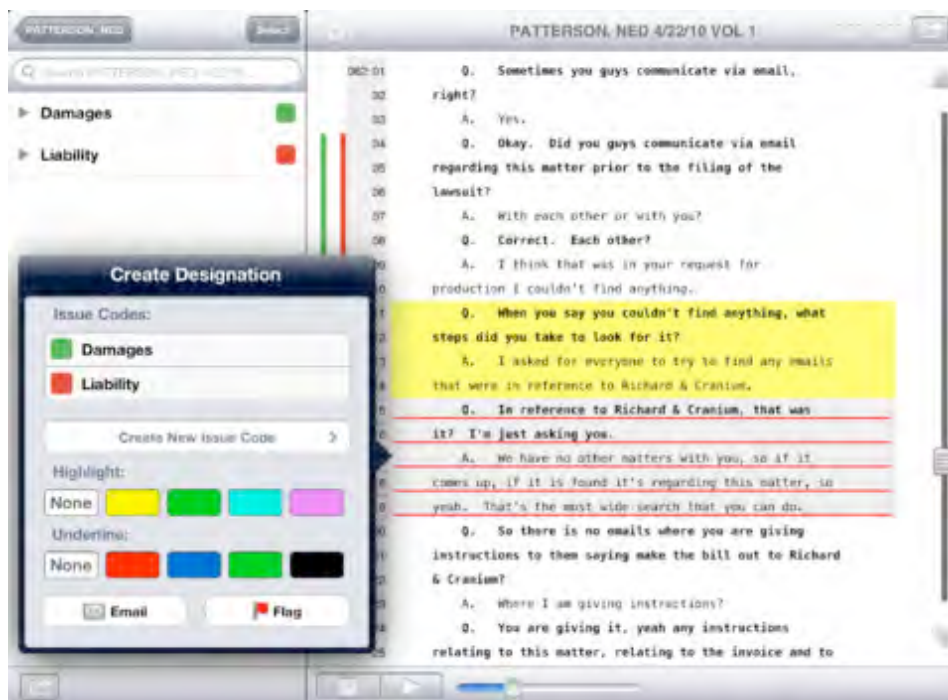 PATTERSON, NED
Select
PATTERSON, NED 4/22/10 VOL 1
Damages
Liability
Create Designation
Issue Codes:
Damages
Liability
Create New Issue Code
Highlight:
None
Underline:
None
Email
Flag
062:01 Q. Sometimes you guys communicate via email,
02 right?
03 A. Yes.
04 Q. Okay. Did you guys communicate via email
05 regarding this matter prior to the filing of the
06 lawsuit?
07 A. With each other or with you?
08 Q. Correct. Each other?
A. I think that was in your request for
production I couldn't find anything.
Q. When you say you couldn't find anything, what
steps did you take to look for it?
A. I asked for everyone to try to find any emails
that were in reference to Richard & Cranium.
Q. In reference to Richard & Cranium, that was
it? I'm just asking you.
A. We have no other matters with you, so if it
comes up, if it is found it's regarding this matter, so
yeah. That's the most wide search that you can do.
Q. So there is no emails where you are giving
instructions to them saying make the bill out to Richard
& Cranium?
A. Where I am giving instructions?
Q. You are giving it, yeah any instructions
25 relating to this matter, relating to the invoice and to